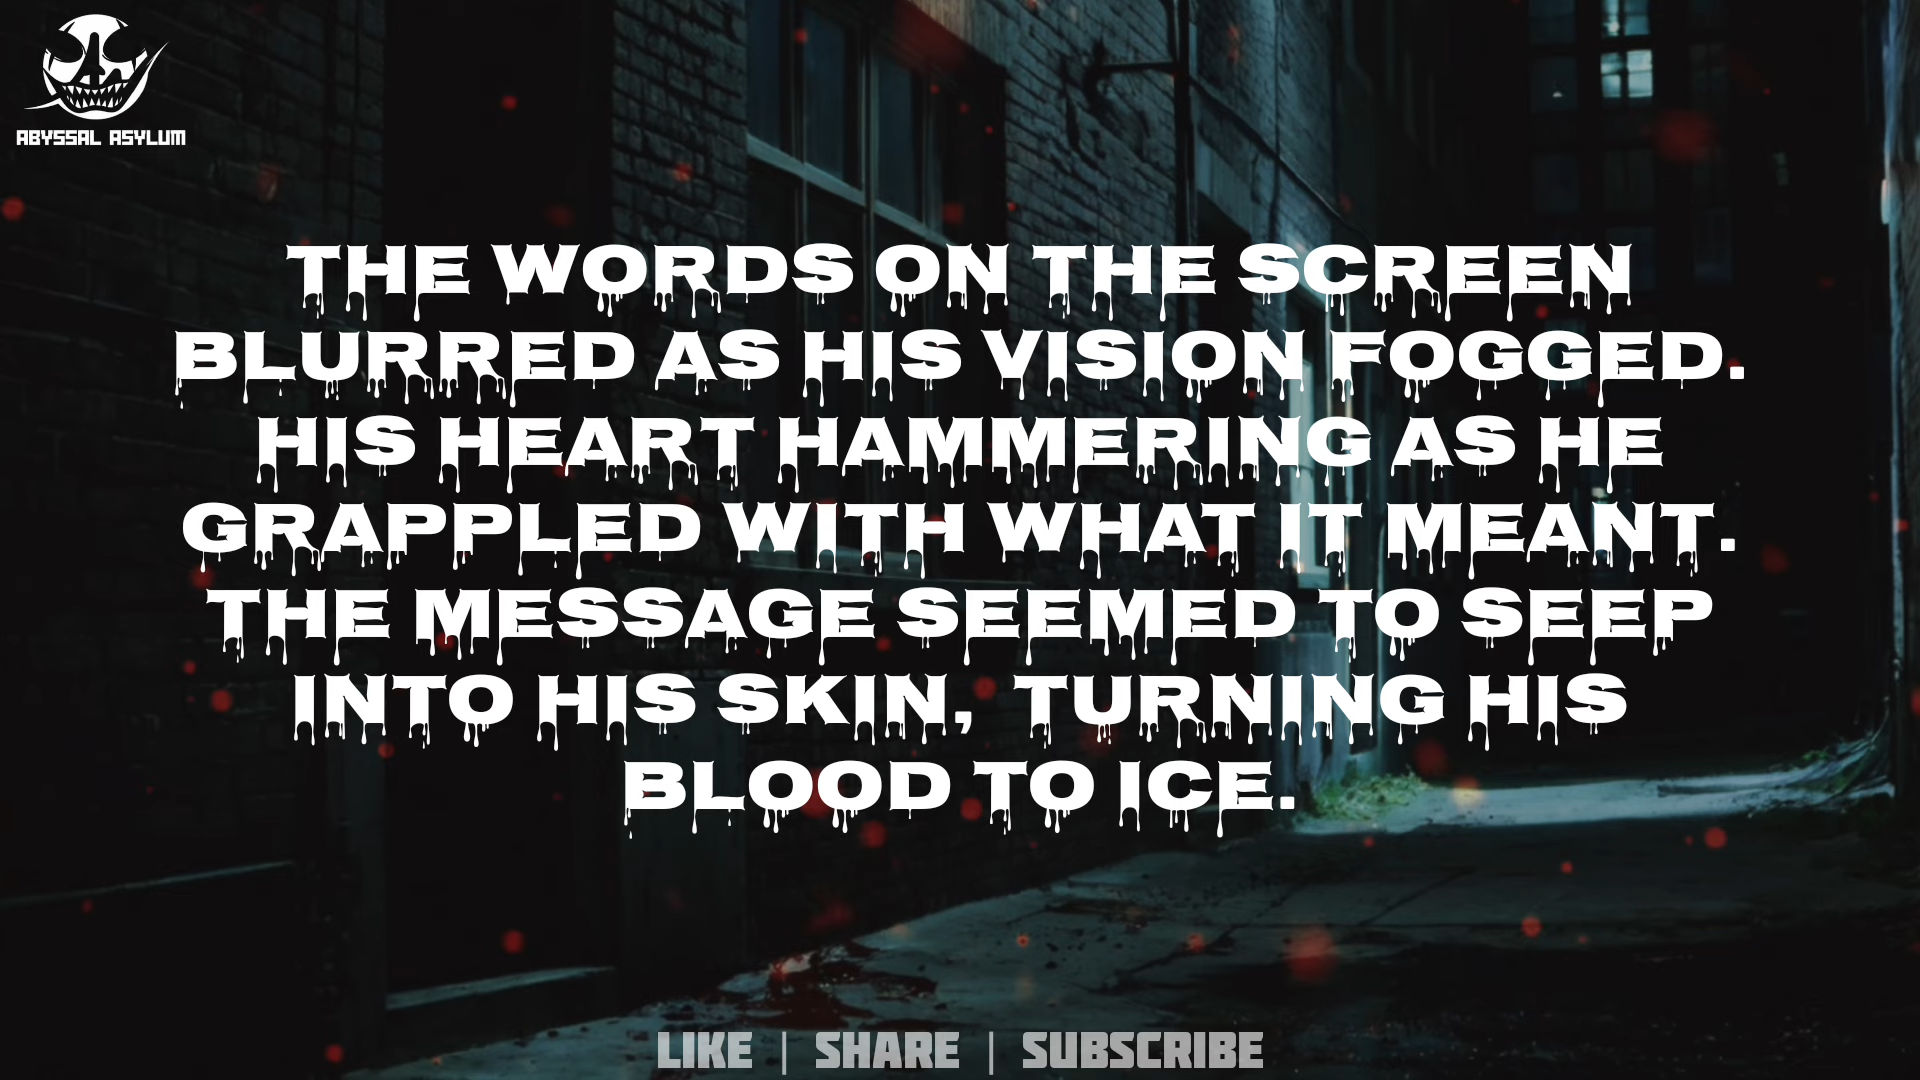 ABYSSAL ASYLUM
THE WORDS ON THE SCREEN
BLURRED AS HIS VISION FOGGED.
HIS HEART HAMMERING AS HE
GRAPPLED WITH WHAT IT MEANT.
THE MESSAGE SEEMED TO SEEP
INTO HIS SKIN, TURNING HIS
BLOOD TO ICE.
LIKE | SHARE | SUBSCRIBE